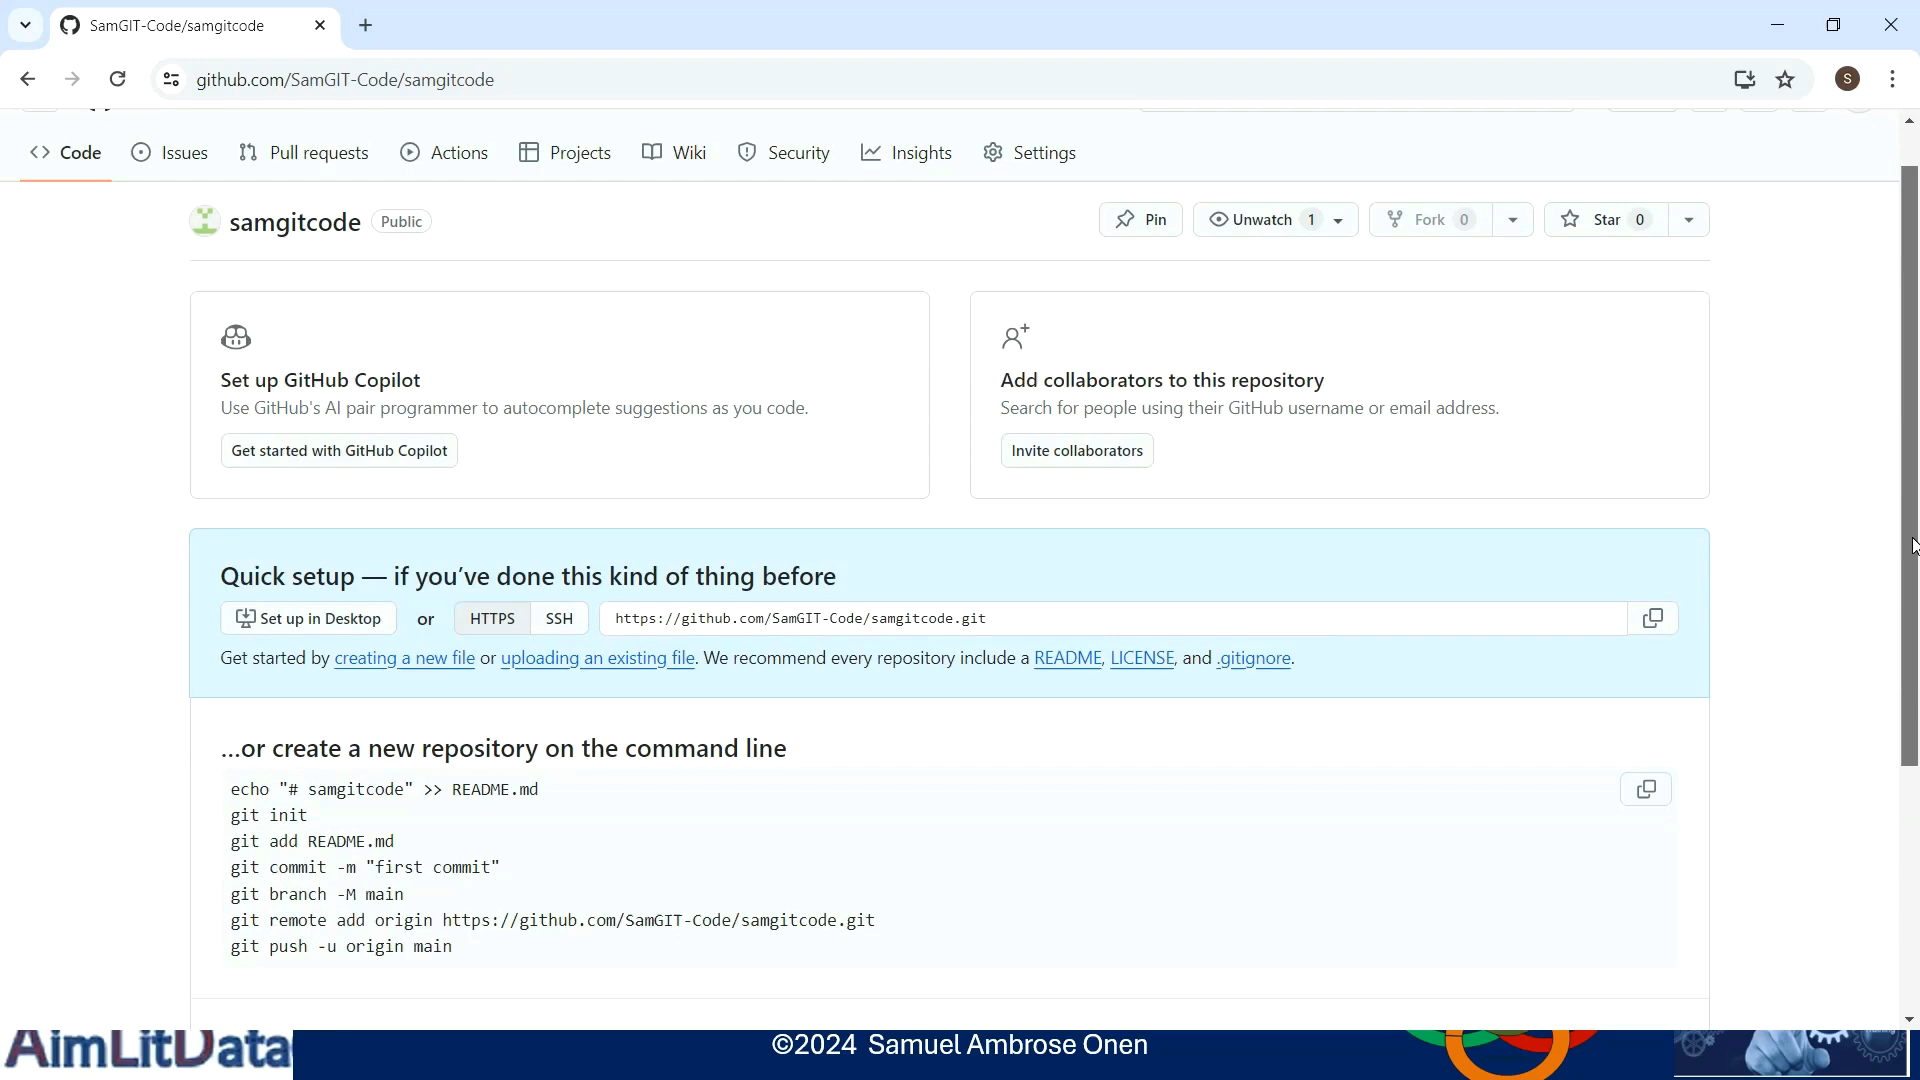 SamGIT-Code/samgitcode
github.com/SamGIT-Code/samgitcode
S
Code Issues Pull requests Actions Projects Wiki Security Insights Settings
samgitcode Public Pin Unwatch 1 Fork 0 Star 0
Set up GitHub Copilot
Use GitHub's AI pair programmer to autocomplete suggestions as you code.
Get started with GitHub Copilot
Add collaborators to this repository
Search for people using their GitHub username or email address.
Invite collaborators
Quick setup — if you've done this kind of thing before
Set up in Desktop or HTTPS SSH https://github.com/SamGIT-Code/samgitcode.git
Get started by creating a new file or uploading an existing file. We recommend every repository include a README, LICENSE, and .gitignore.
...or create a new repository on the command line
echo "# samgitcode" >> README.md
git init
git add README.md
git commit -m "first commit"
git branch -M main
git remote add origin https://github.com/SamGIT-Code/samgitcode.git
git push -u origin main
AimLitData ©2024 Samuel Ambrose Onen